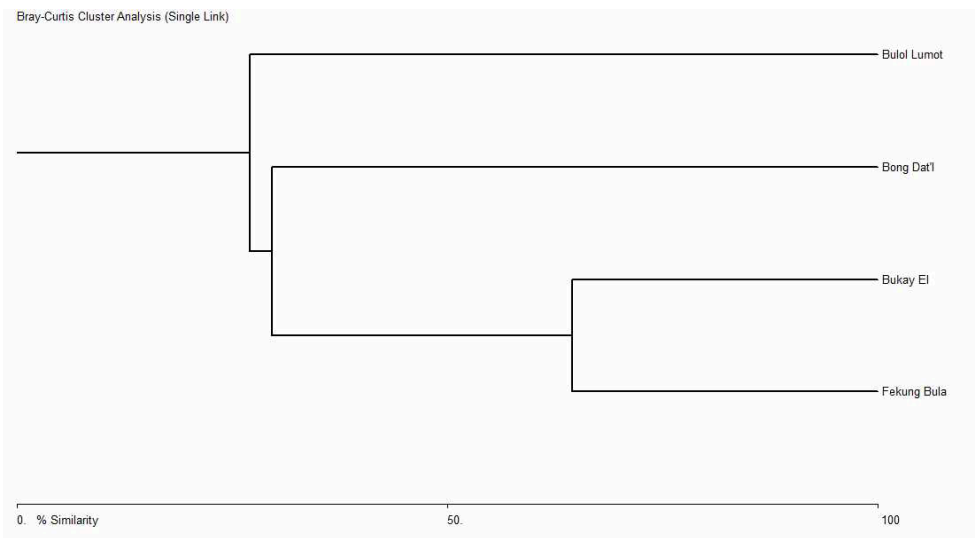 Bray-Curtis Cluster Analysis (Single Link)
Bulol Lumot
Bong Dat'l
Bukay El
Fekung Bula
0. % Similarity 50. 100